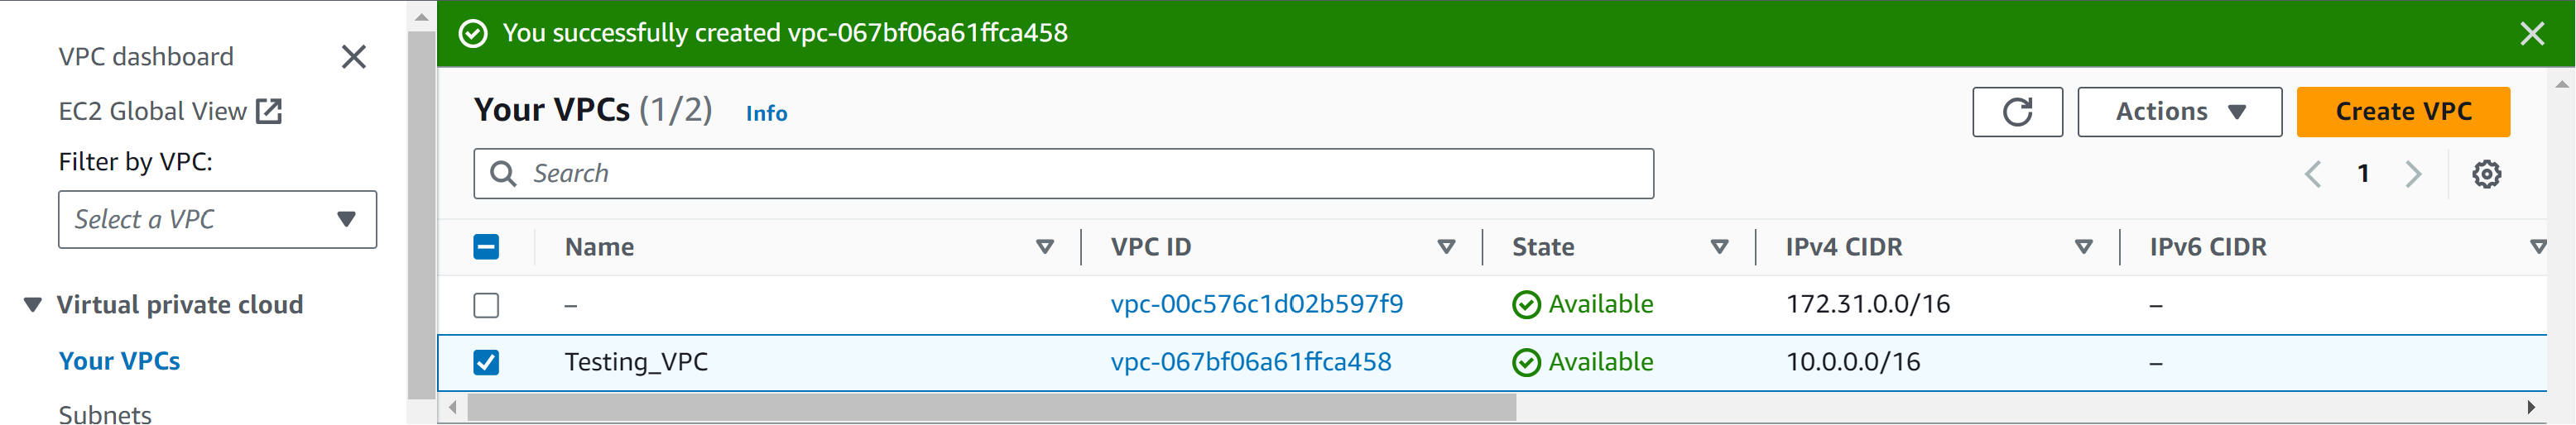 VPC dashboard
EC2 Global View
Filter by VPC:
Select a VPC
Virtual private cloud
Your VPCs
Subnets
You successfully created vpc-067bf06a61ffca458
Your VPCs (1/2) Info
Actions
Create VPC
Search
1
Name VPC ID State IPv4 CIDR IPv6 CIDR
– vpc-00c576c1d02b597f9 Available 172.31.0.0/16 –
Testing_VPC vpc-067bf06a61ffca458 Available 10.0.0.0/16 –